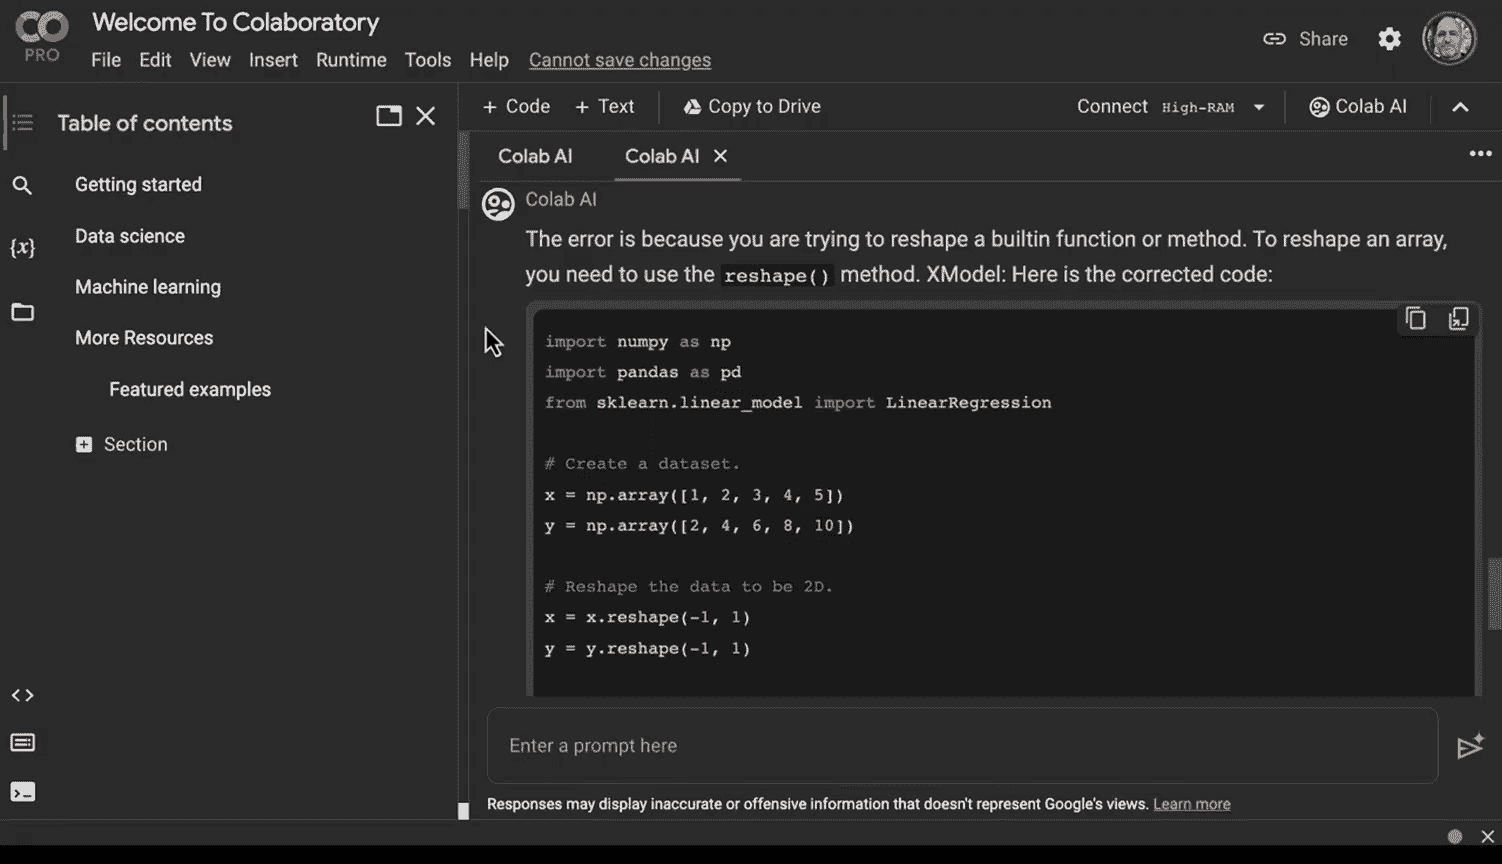 CO
PRO
Welcome To Colaboratory
File Edit View Insert Runtime Tools Help Cannot save changes
Share
Table of contents
Getting started
Data science
Machine learning
More Resources
Featured examples
+ Section
{x}
<>
>_
+ Code + Text Copy to Drive
Connect High-RAM Colab AI
Colab AI Colab AI ×
Colab AI
The error is because you are trying to reshape a builtin function or method. To reshape an array,
you need to use the reshape() method. XModel: Here is the corrected code:
import numpy as np
import pandas as pd
from sklearn.linear_model import LinearRegression
# Create a dataset.
x = np.array([1, 2, 3, 4, 5])
y = np.array([2, 4, 6, 8, 10])
# Reshape the data to be 2D.
x = x.reshape(-1, 1)
y = y.reshape(-1, 1)
Enter a prompt here
Responses may display inaccurate or offensive information that doesn't represent Google's views. Learn more